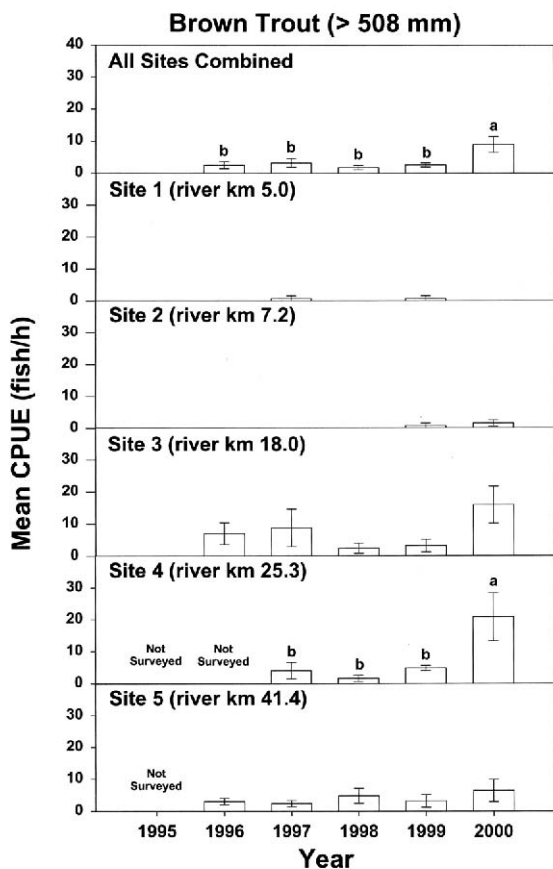 Brown Trout (> 508 mm)
All Sites Combined
40
30
20
10
0
b
b
b
b
a
Site 1 (river km 5.0)
30
20
10
0
Site 2 (river km 7.2)
30
20
10
0
Site 3 (river km 18.0)
30
20
10
0
Site 4 (river km 25.3)
30
20
10
0
Not
Surveyed
Not
Surveyed
b
b
b
a
Site 5 (river km 41.4)
30
20
10
0
Not
Surveyed
Mean CPUE (fish/h)
1995 1996 1997 1998 1999 2000
Year